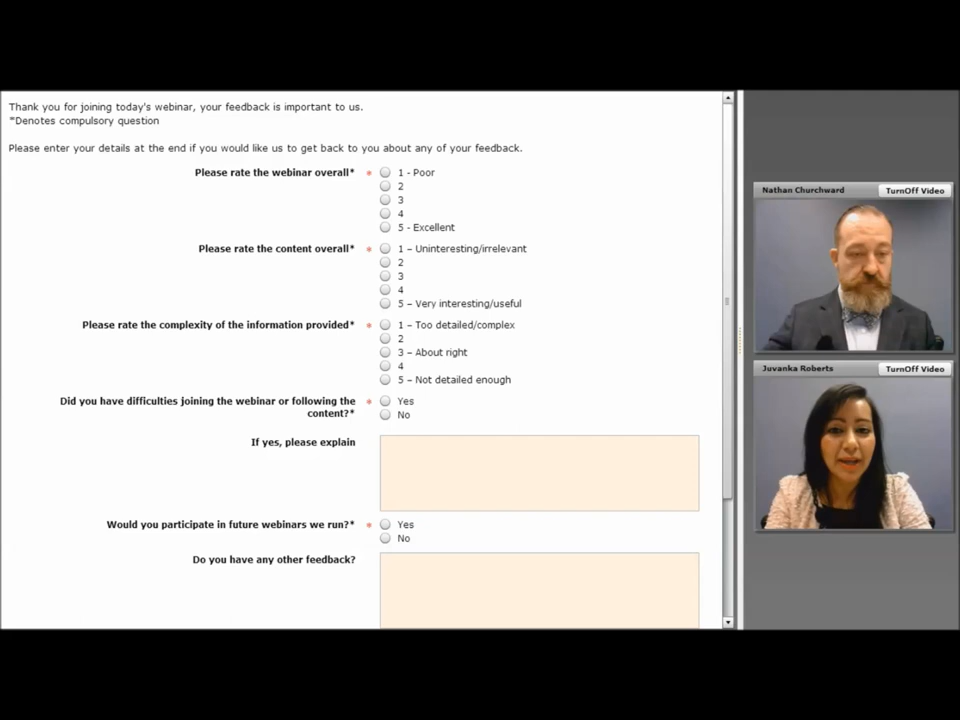 Thank you for joining today's webinar, your feedback is important to us.
*Denotes compulsory question
Please enter your details at the end if you would like us to get back to you about any of your feedback.
Please rate the webinar overall* * 1 - Poor
2
3
4
5 - Excellent
Please rate the content overall* * 1 – Uninteresting/irrelevant
2
3
4
5 – Very interesting/useful
Please rate the complexity of the information provided* * 1 – Too detailed/complex
2
3 – About right
4
5 – Not detailed enough
Did you have difficulties joining the webinar or following the * Yes
content?* No
If yes, please explain
Would you participate in future webinars we run?* * Yes
No
Do you have any other feedback?
Nathan Churchward TurnOff Video
Juvanka Roberts TurnOff Video